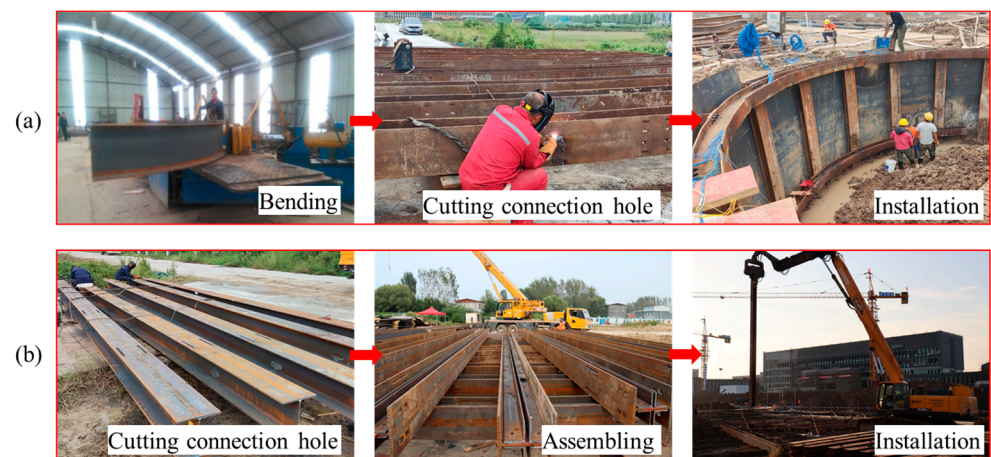 (a)
Bending
Cutting connection hole
Installation
(b)
Cutting connection hole
Assembling
Installation